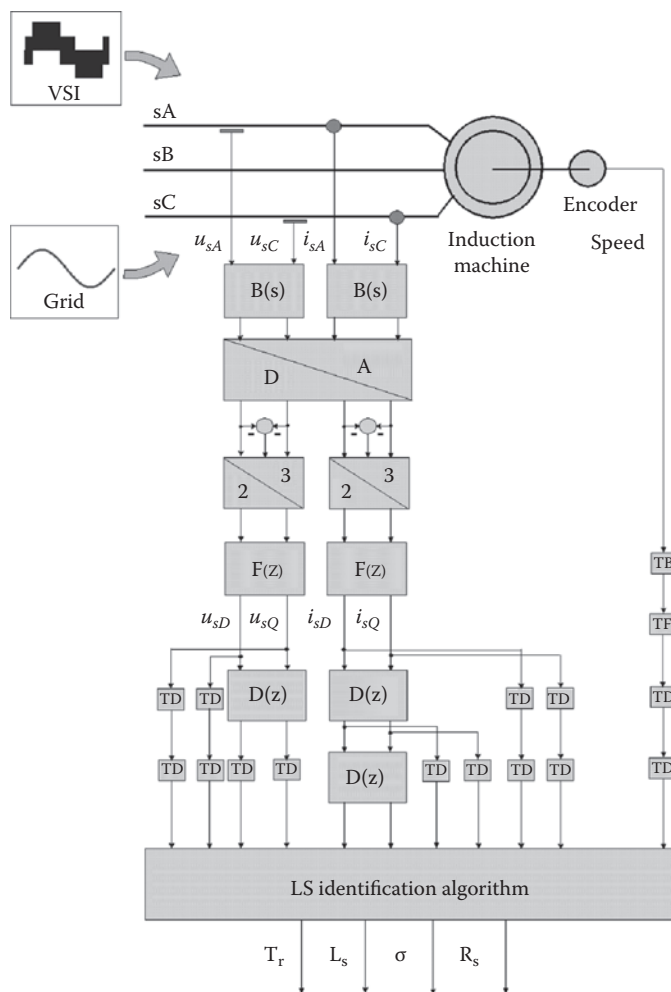 VSI
sA
sB
sC
Encoder
Speed
Induction
machine
Grid
u_sA u_sC i_sA i_sC
B(s) B(s)
D A
- - - -
2 3 2 3
F(Z) F(Z)
TB
u_sD u_sQ i_sD i_sQ
TF
TD TD D(z) D(z) TD TD TD
TD TD TD TD D(z) TD TD TD TD TD
LS identification algorithm
T_r L_s σ R_s